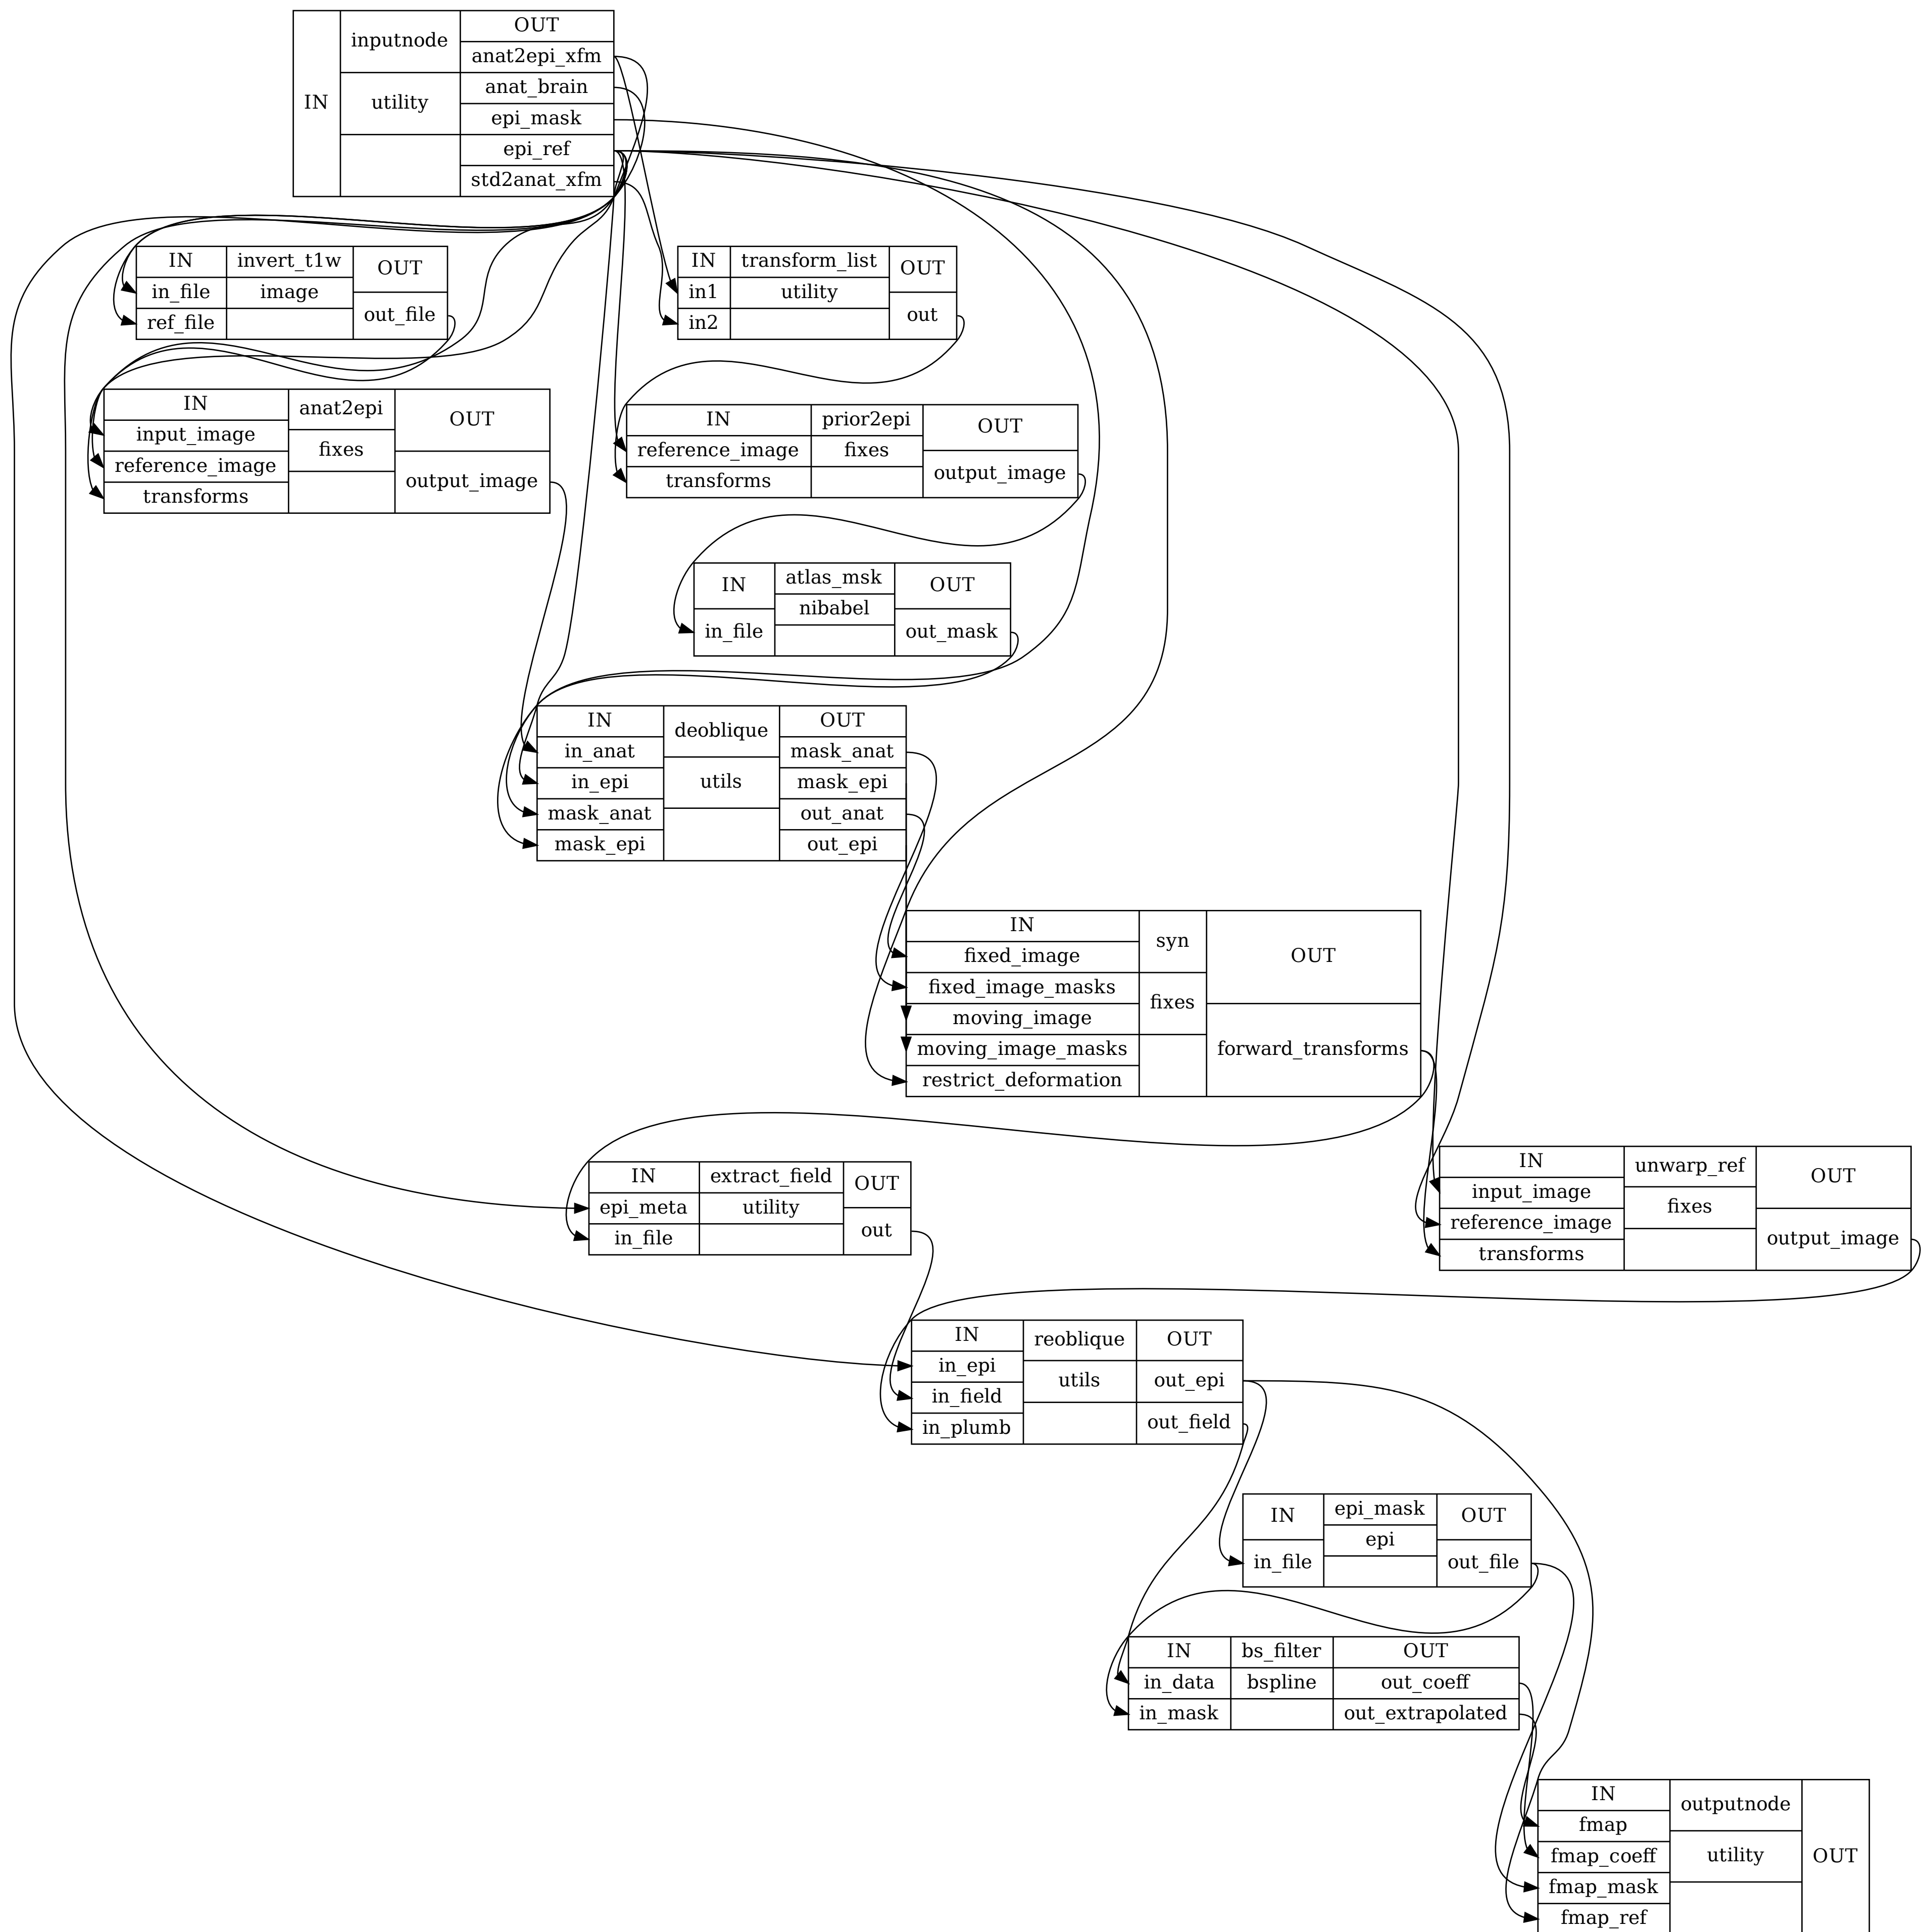 OUT
inputnode
anat2epi_xfm
anat_brain
IN
utility
epi_mask
epi_ref
std2anat_xfm
IN
invert_t1w
OUT
in_file
image
ref_file
out_file
IN
transform_list
OUT
in1
utility
in2
out
IN
anat2epi
OUT
input_image
fixes
reference_image
output_image
transforms
IN
prior2epi
OUT
reference_image
fixes
transforms
output_image
IN
atlas_msk
OUT
nibabel
in_file
out_mask
IN
deoblique
OUT
in_anat
mask_anat
in_epi
utils
mask_epi
mask_anat
out_anat
mask_epi
out_epi
IN
syn
OUT
fixed_image
fixed_image_masks
fixes
moving_image
moving_image_masks
forward_transforms
restrict_deformation
IN
extract_field
OUT
epi_meta
utility
in_file
out
IN
unwarp_ref
OUT
input_image
fixes
reference_image
output_image
transforms
IN
reoblique
OUT
in_epi
utils
out_epi
in_field
out_field
in_plumb
IN
epi_mask
OUT
epi
in_file
out_file
IN
bs_filter
OUT
in_data
bspline
out_coeff
in_mask
out_extrapolated
IN
outputnode
fmap
fmap_coeff
utility
OUT
fmap_mask
fmap_ref